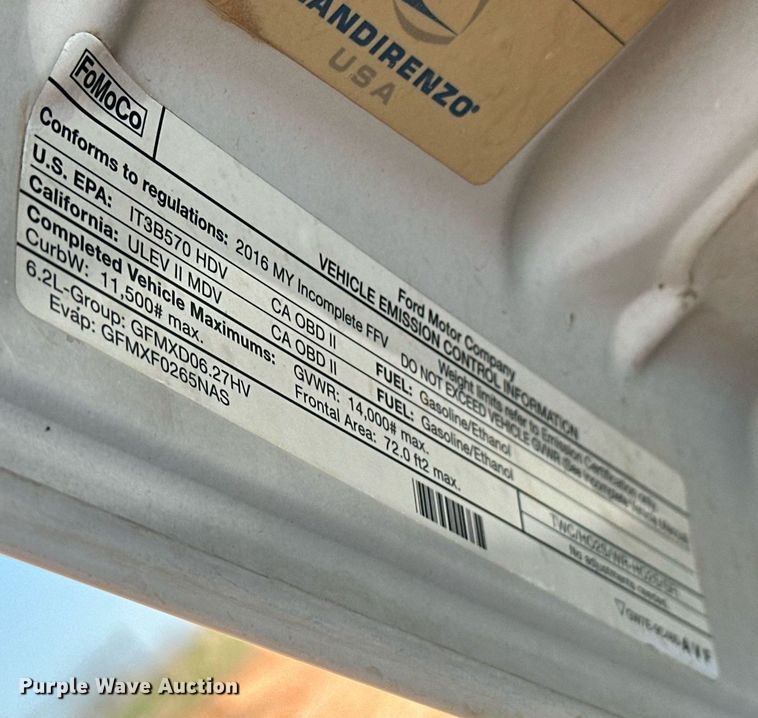 ANDIRENZO
USA
FoMoCo
Ford Motor Company
VEHICLE EMISSION CONTROL INFORMATION
Conforms to regulations: 2016 MY Incomplete FFV
Weight limits refer to Emission Certification only.
DO NOT EXCEED VEHICLE GVWR (See Incomplete Vehicle Manual
U.S. EPA: IT3B570 HDV CA OBD II FUEL: Gasoline/Ethanol
California: ULEV II MDV CA OBD II FUEL: Gasoline/Ethanol
Completed Vehicle Maximums: GVWR: 14,000# max.
CurbW: 11,500# max. Frontal Area: 72.0 ft2 max.
6.2L-Group: GFMXD06.27HV
Evap: GFMXF0265NAS
No adjustments needed.
Purple Wave Auction